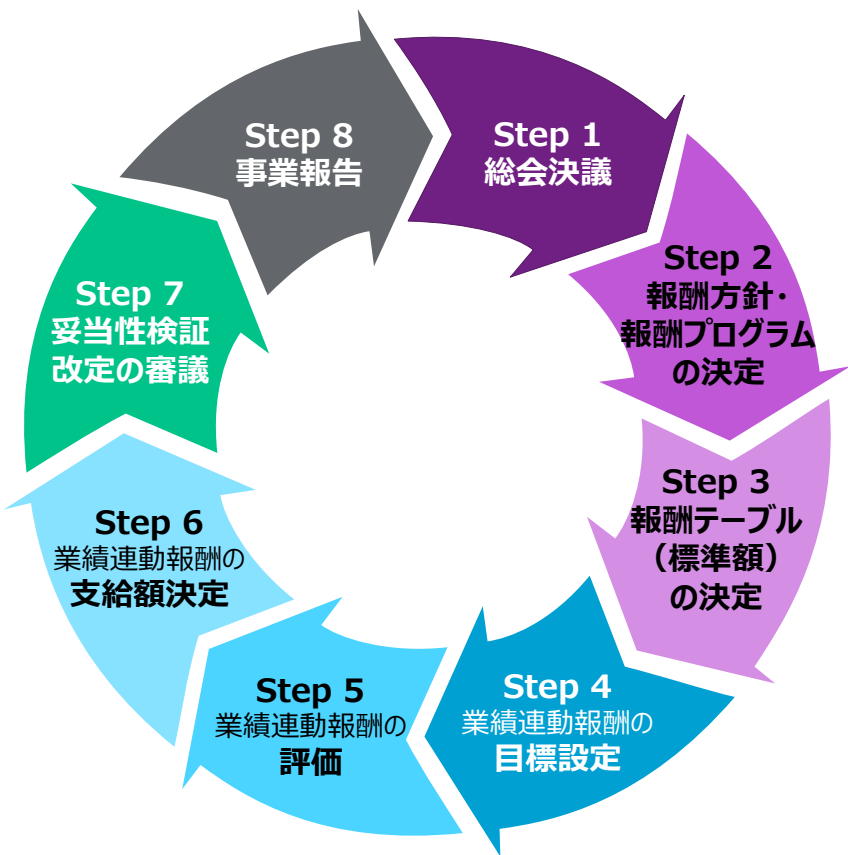 Step 1
総会決議
Step 2
報酬方針・
報酬プログラム
の決定
Step 3
報酬テーブル
（標準額）
の決定
Step 4
業績連動報酬の
目標設定
Step 5
業績連動報酬の
評価
Step 6
業績連動報酬の
支給額決定
Step 7
妥当性検証
改定の審議
Step 8
事業報告